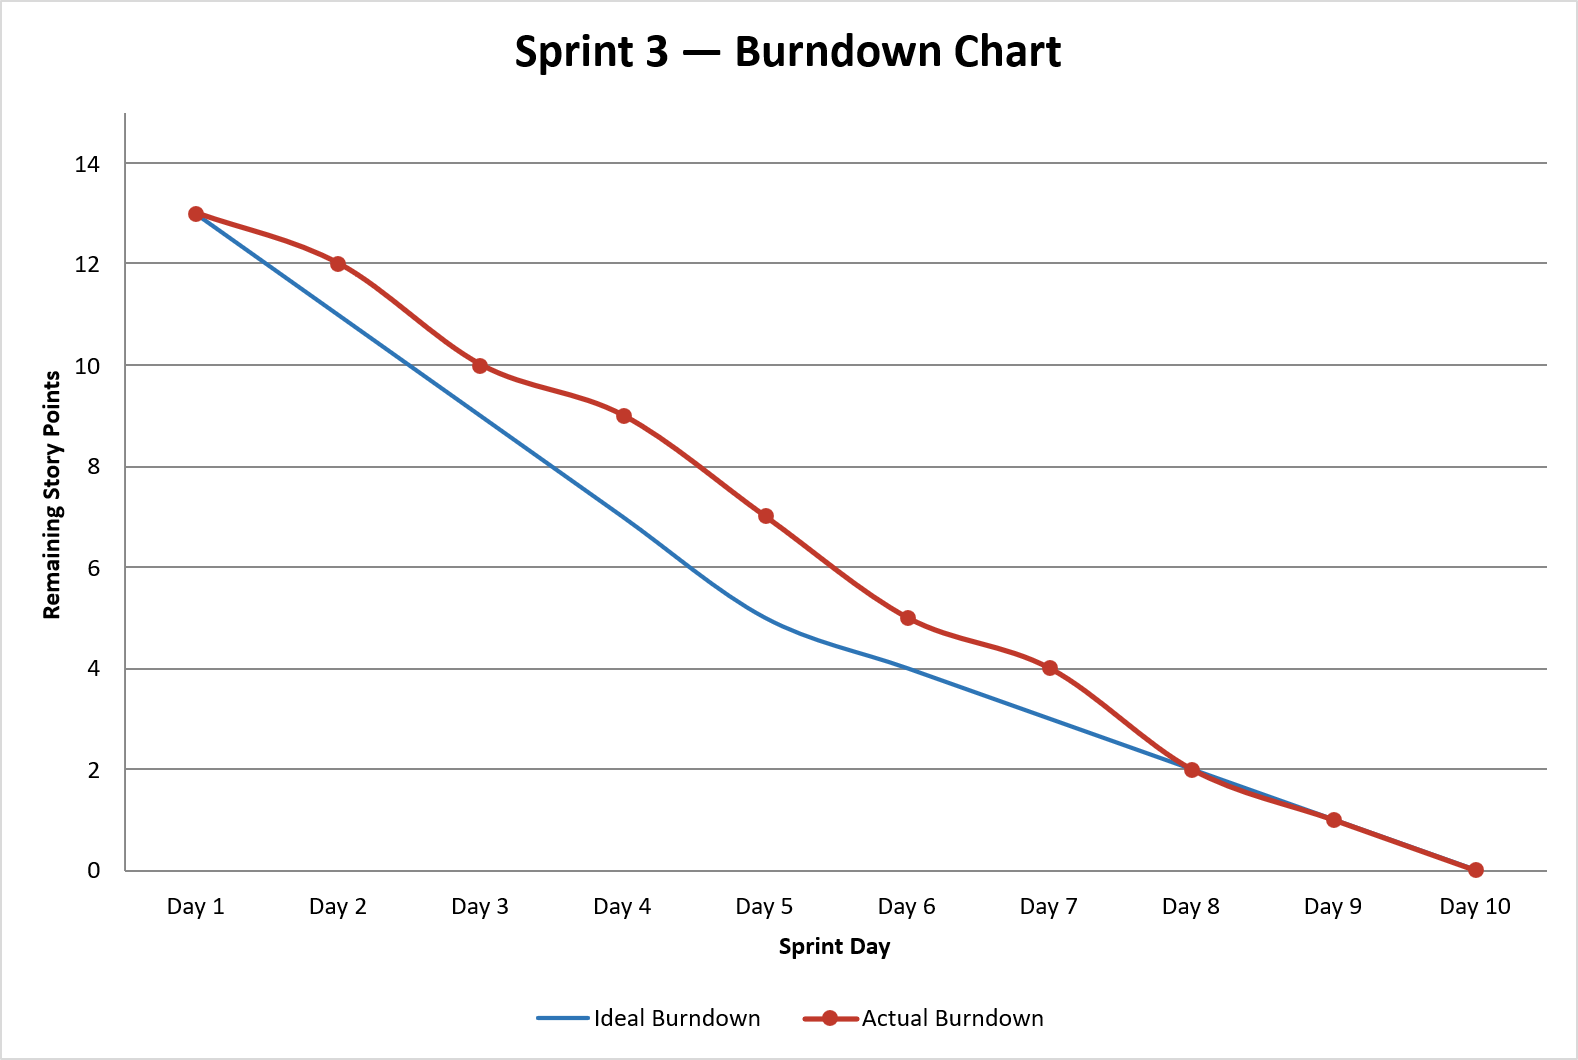 Sprint 3 — Burndown Chart
14
12
10
8
6
4
2
0
Remaining Story Points
Day 1 Day 2 Day 3 Day 4 Day 5 Day 6 Day 7 Day 8 Day 9 Day 10
Sprint Day
Ideal Burndown Actual Burndown